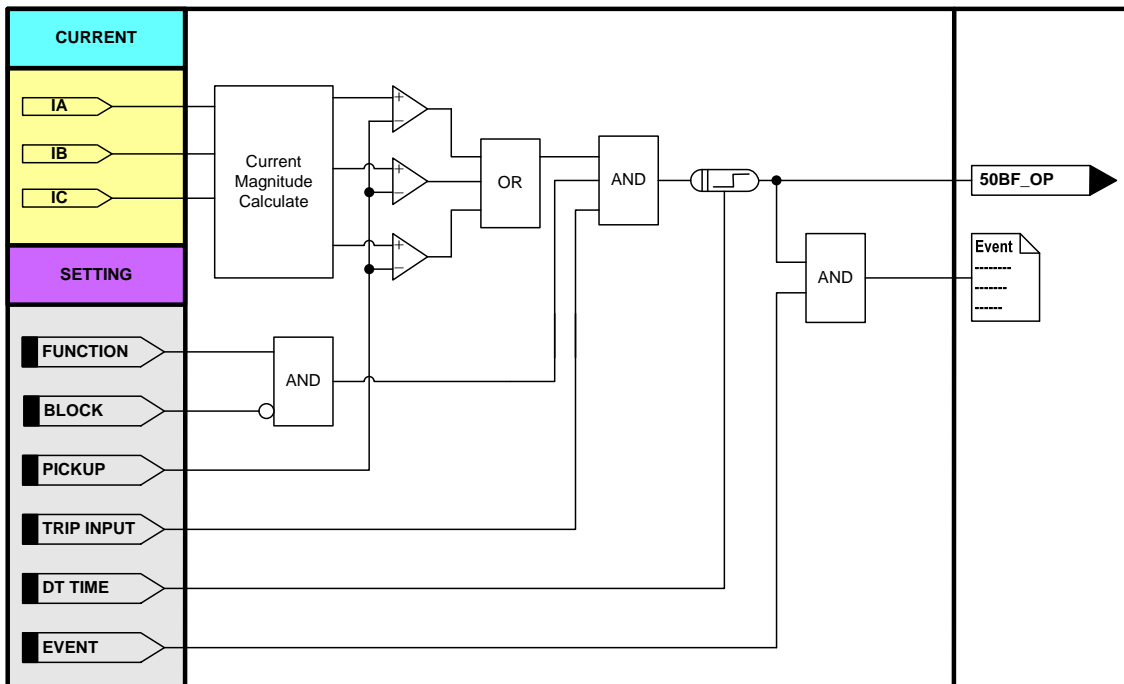 CURRENT
IA
IB
IC
SETTING
FUNCTION
BLOCK
PICKUP
TRIP INPUT
DT TIME
EVENT
Current
Magnitude
Calculate
+
−
+
−
+
−
OR
AND
AND
AND
50BF_OP
Event
--------
-------
------